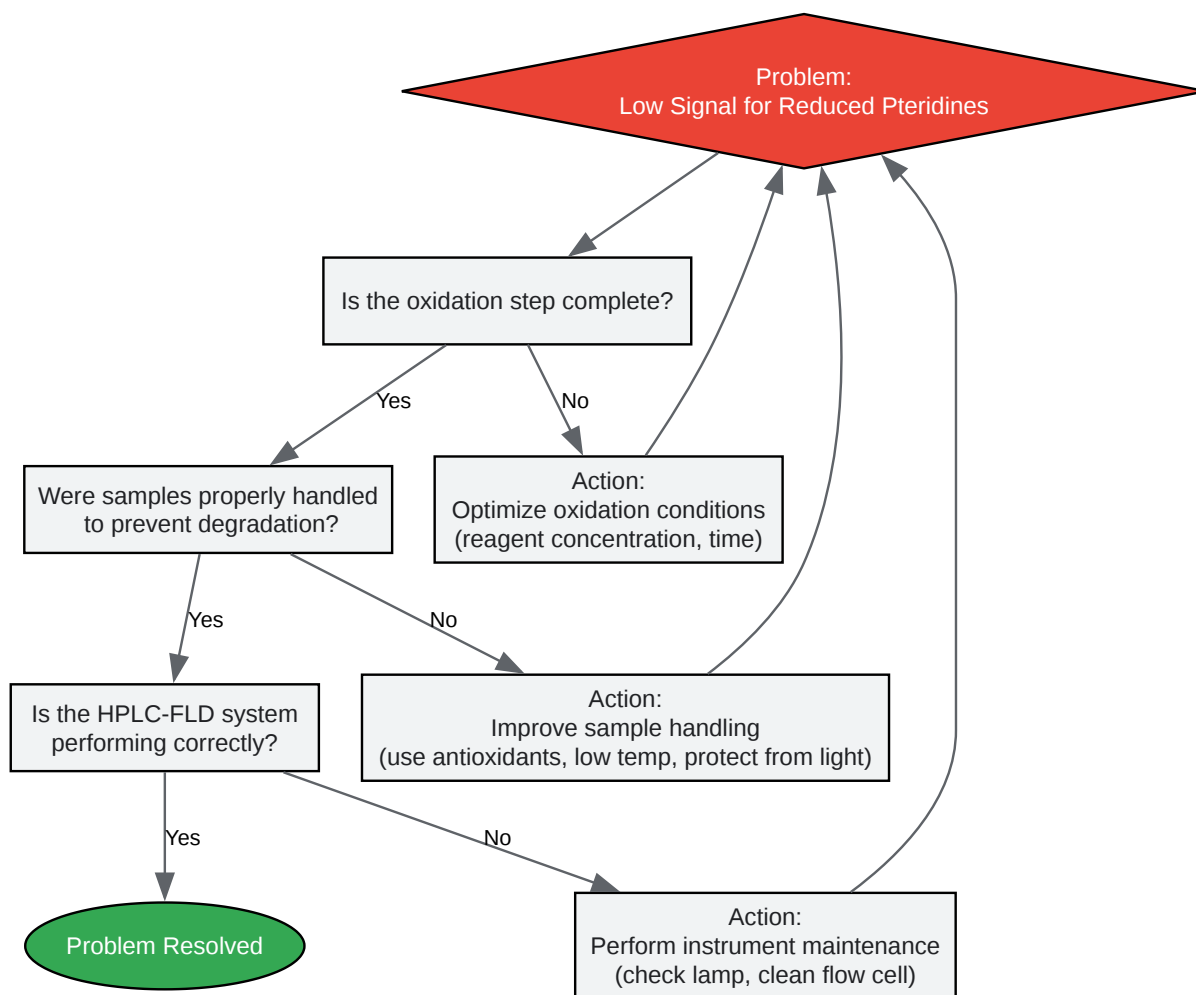 Problem:
Low Signal for Reduced Pteridines
Is the oxidation step complete?
Yes
No
Were samples properly handled
to prevent degradation?
Action:
Optimize oxidation conditions
(reagent concentration, time)
Yes
No
Is the HPLC-FLD system
performing correctly?
Action:
Improve sample handling
(use antioxidants, low temp, protect from light)
Yes
No
Problem Resolved
Action:
Perform instrument maintenance
(check lamp, clean flow cell)